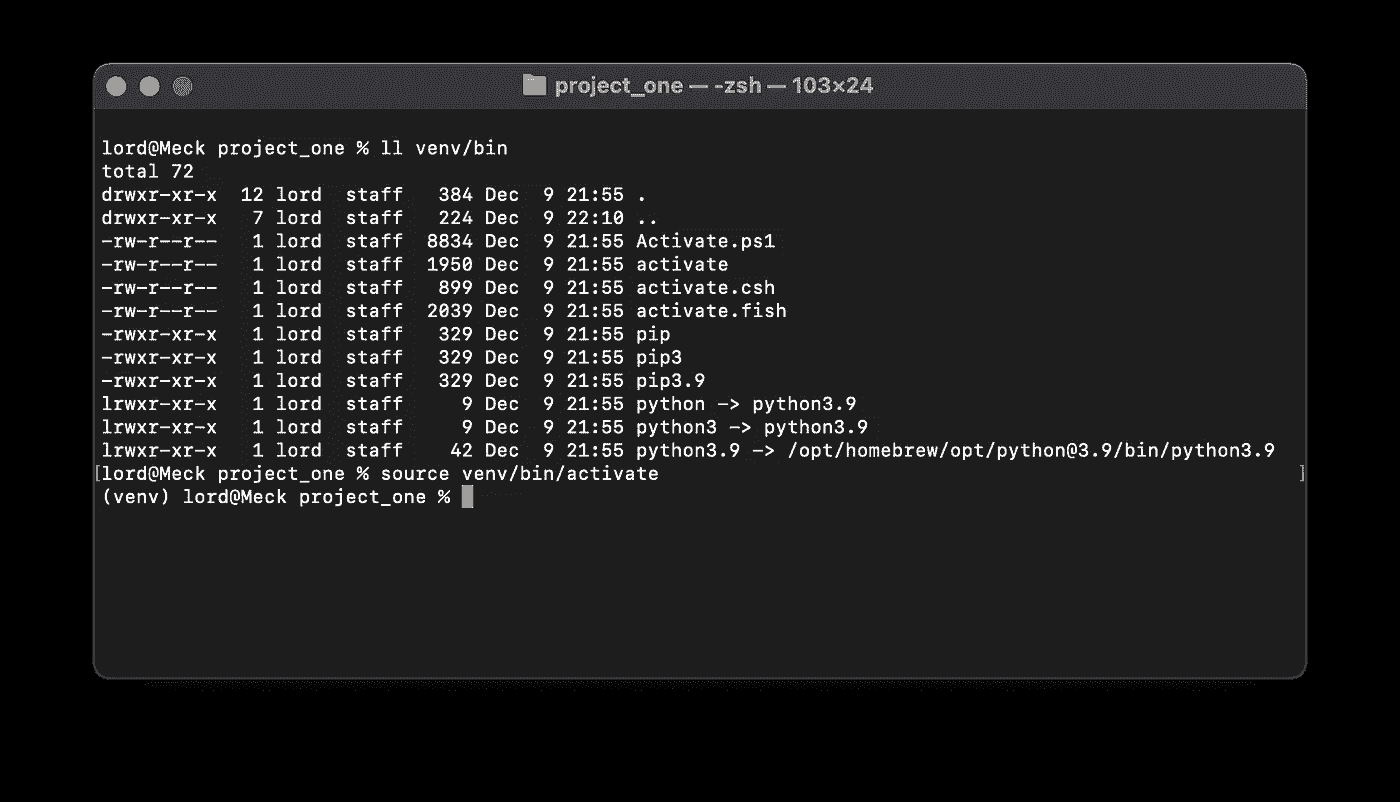 project_one — -zsh — 103×24
lord@Meck project_one % ll venv/bin
total 72
drwxr-xr-x  12 lord  staff   384 Dec  9 21:55 .
drwxr-xr-x   7 lord  staff   224 Dec  9 22:10 ..
-rw-r--r--   1 lord  staff  8834 Dec  9 21:55 Activate.ps1
-rw-r--r--   1 lord  staff  1950 Dec  9 21:55 activate
-rw-r--r--   1 lord  staff   899 Dec  9 21:55 activate.csh
-rw-r--r--   1 lord  staff  2039 Dec  9 21:55 activate.fish
-rwxr-xr-x   1 lord  staff   329 Dec  9 21:55 pip
-rwxr-xr-x   1 lord  staff   329 Dec  9 21:55 pip3
-rwxr-xr-x   1 lord  staff   329 Dec  9 21:55 pip3.9
lrwxr-xr-x   1 lord  staff     9 Dec  9 21:55 python -> python3.9
lrwxr-xr-x   1 lord  staff     9 Dec  9 21:55 python3 -> python3.9
lrwxr-xr-x   1 lord  staff    42 Dec  9 21:55 python3.9 -> /opt/homebrew/opt/python@3.9/bin/python3.9
[lord@Meck project_one % source venv/bin/activate ]
(venv) lord@Meck project_one %